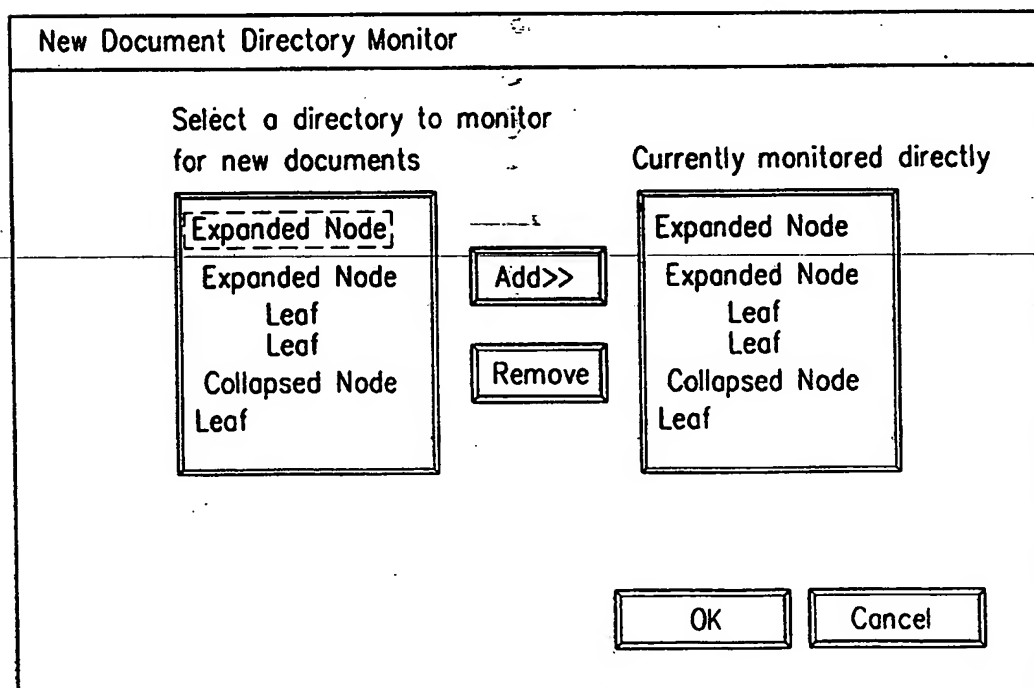 New Document Directory Monitor
Select a directory to monitor
for new documents
Expanded Node
Expanded Node
Leaf
Leaf
Collapsed Node
Leaf
Add>>
Remove
Currently monitored directly
Expanded Node
Expanded Node
Leaf
Leaf
Collapsed Node
Leaf
OK
Cancel